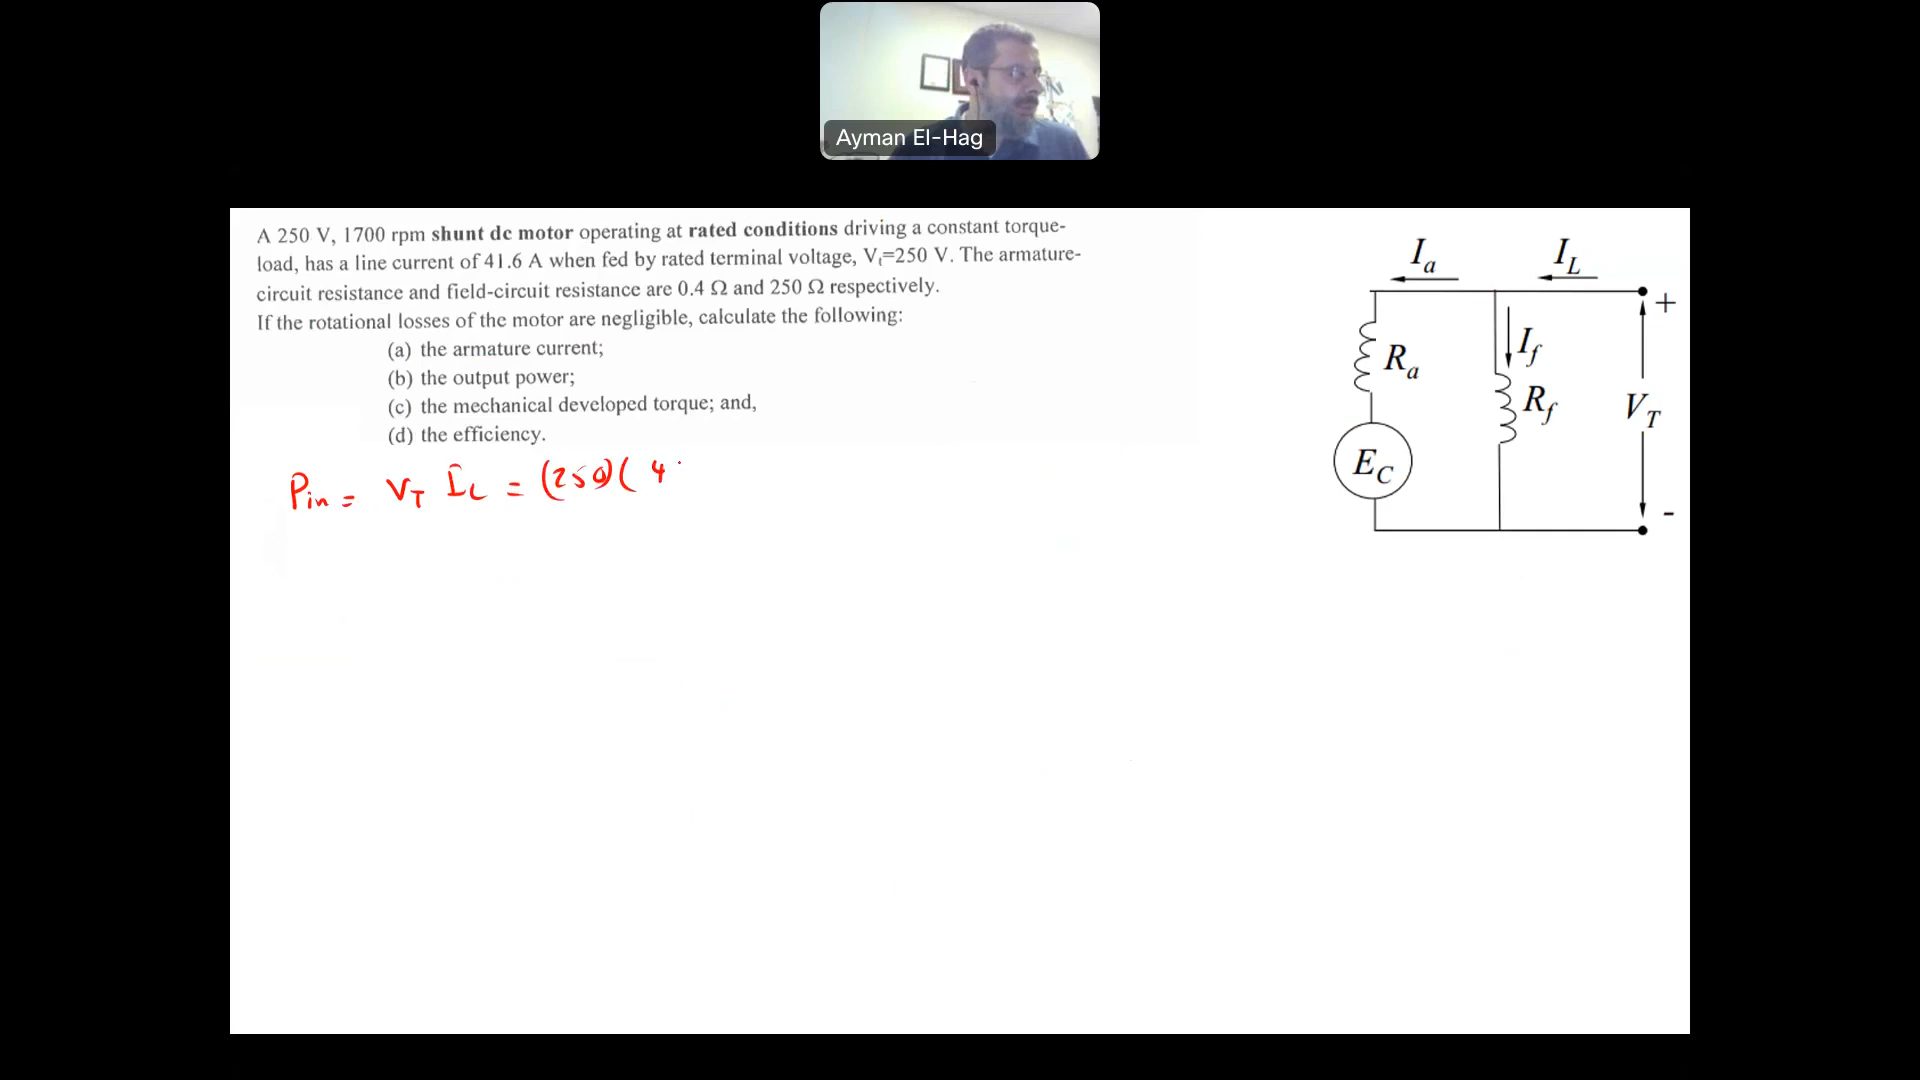 Ayman El-Hag
A 250 V, 1700 rpm shunt dc motor operating at rated conditions driving a constant torque-
load, has a line current of 41.6 A when fed by rated terminal voltage, Vt=250 V. The armature-
circuit resistance and field-circuit resistance are 0.4 Ω and 250 Ω respectively.
If the rotational losses of the motor are negligible, calculate the following:
(a) the armature current;
(b) the output power;
(c) the mechanical developed torque; and,
(d) the efficiency.
Pin = VT IL = (250)( 4
Ia
IL
+
If
Ra
Rf
VT
EC
-